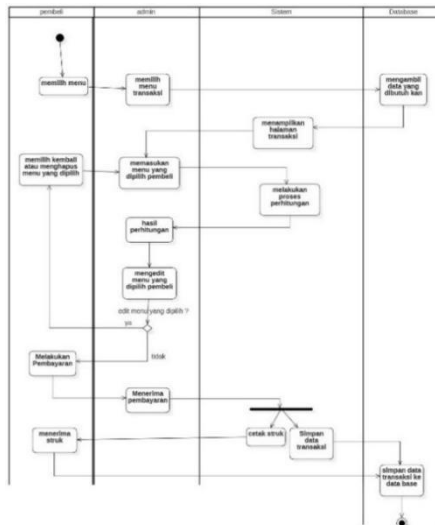 pembeli
admin
Sistem
Database
memilih menu
memilih
menu
transaksi
mengambil
data yang
dibutuh kan
menampilkan
halaman
transaksi
memilih kembali
atau menghapus
menu yang dipilih
memasukan
menu yang
dipilih pembeli
melakukan
proses
perhitungan
hasil
perhitungan
mengedit
menu yang
dipilih pembeli
edit menu yang dipilih ?
ya
tidak
Melakukan
Pembayaran
Menerima
pembayaran
menerima
struk
cetak struk
SImpan
data
transaksi
simpan data
transaksi ke
data base